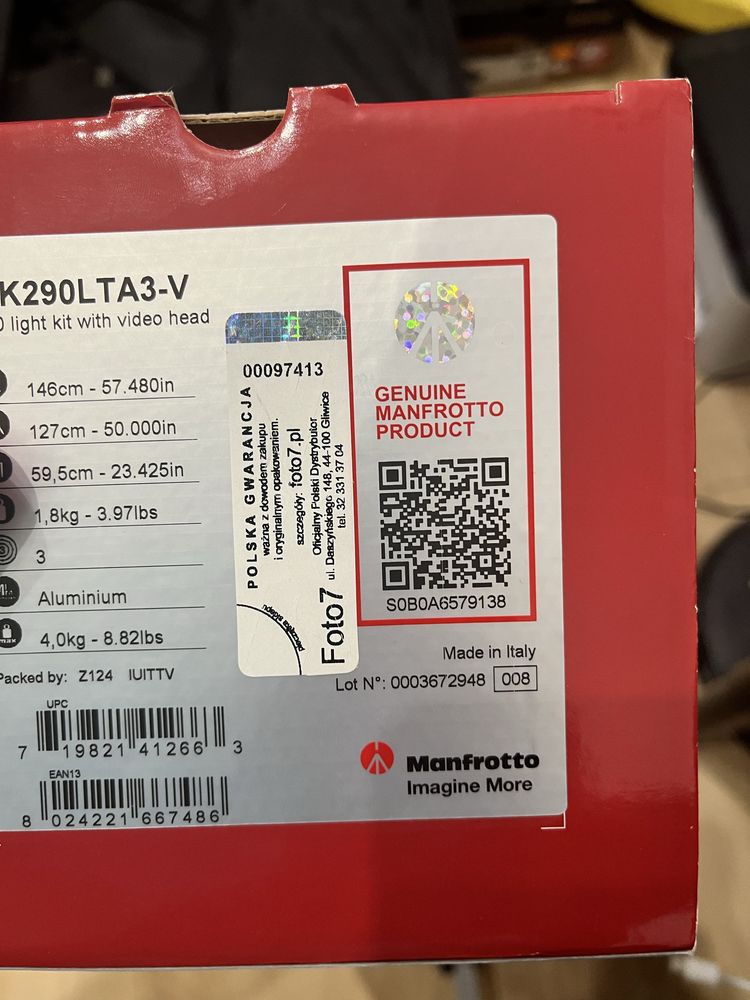 K290LTA3-V
0 light kit with video head
146cm - 57.480in
127cm - 50.000in
59,5cm - 23.425in
1,8kg - 3.97lbs
3
Aluminium
4,0kg - 8.82lbs
Packed by: Z124 IUITTV
UPC
7 19821 41266 3
EAN13
8 024221 667486
00097413
POLSKA GWARANCJA
ważna z dowodem zakupu
i oryginalnym opakowaniem.
szczegóły: foto7.pl
Oficjalny Polski Dystrybutor
ul. Daszyńskiego 148, 44-100 Gliwice
tel. 32 331 37 04
Foto7
pieczątka sklepu
GENUINE
MANFROTTO
PRODUCT
S0B0A6579138
Made in Italy
Lot N°: 0003672948 008
Manfrotto
Imagine More